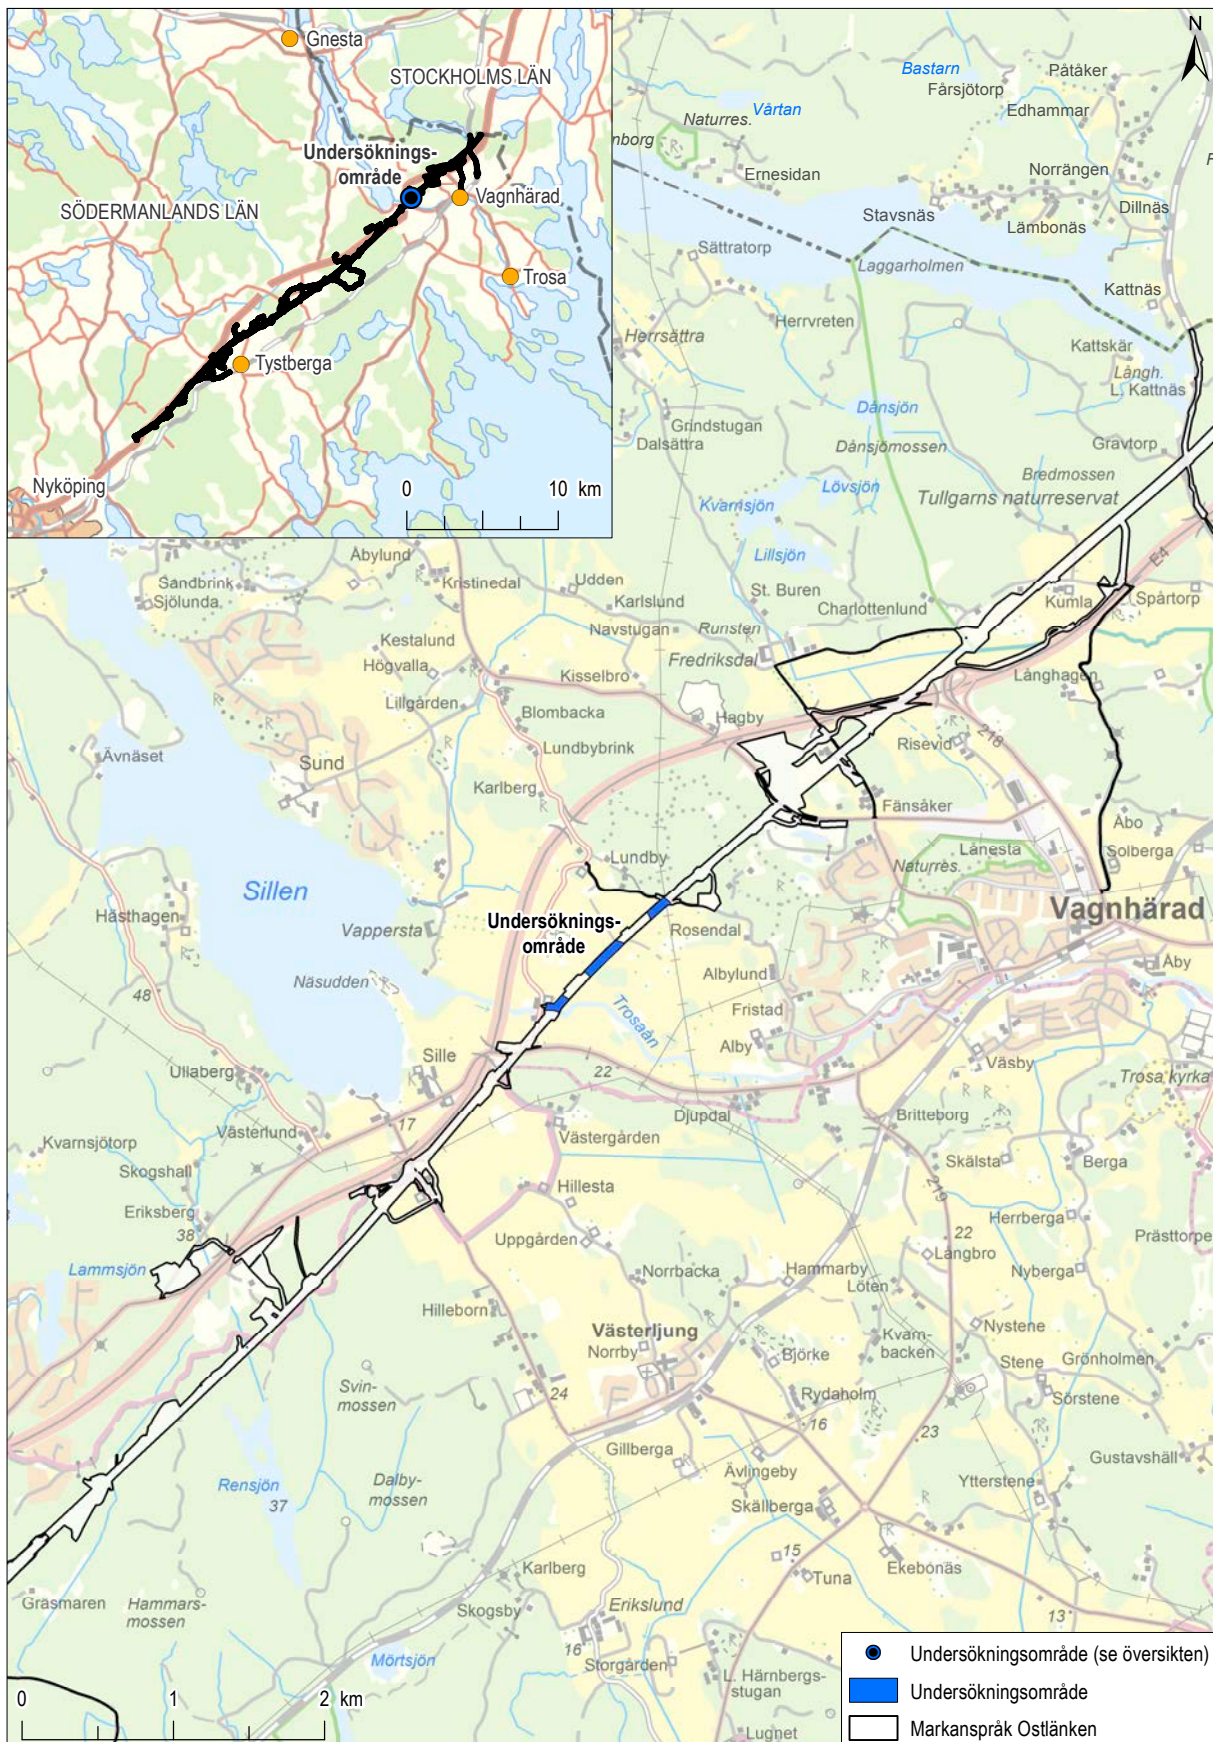 Gnesta
STOCKHOLMS LÄN
Undersöknings-
område
SÖDERMANLANDS LÄN
Vagnhärad
Trosa
Tystberga
Nyköping
0 10 km
N
Bastarn
Påtåker
Fårsjötorp
Vårtan
Edhammar
Naturres.
nborg
Ernesidan
Norrängen
Stavsnäs
Dillnäs
Lämbonäs
Sättratorp
Laggarholmen
Kattnäs
Herrvreten
Herrsättra
Kattskär
Långh.
L. Kattnäs
Dånsjön
Grindstugan
Dalsättra
Dånsjömossen
Gravtorp
Bredmossen
Lövsjön
Tullgarns naturreservat
Kvarnsjön
Lillsjön
E4
Åbylund
Sandbrink
Kristinedal
Udden
St. Buren
Sjölunda
Karlslund
Charlottenlund
Kumla
Spårtorp
Kestalund
Navstugan
Runsten
Högvalla
Fredriksdal
Kisselbro
Långhagen
Lillgården
Blombacka
Hagby
218
Ävnäset
Lundbybrink
Risevid
Sund
Karlberg
Fänsåker
Åbo
Lånesta
Solberga
Lundby
Naturres.
Sillen
Vagnhärad
Hästhagen
Undersöknings-
område
Vappersta
Rosendal
Åby
Albylund
Näsudden
48
Fristad
Trosaån
Alby
Sille
Väsby
Ullaberg
22
Trosa kyrka
Djupdal
17
Britteborg
Västerlund
Västergården
Kvarnsjötorp
Skälsta
Berga
Skogshall
Hillesta
219
Eriksberg
22
Herrberga
38
Uppgården
Prästtorpe
Långbro
Lammsjön
Norrbacka
Hammarby
Nyberga
Löten
Hilleborn
Nystene
Västerljung
Kvarn-
backen
Norrby
Stene
Grönholmen
Björke
Svin-
mossen
24
Sörstene
Rydaholm
16
23
Gillberga
Gustavshäll
Ävlingeby
Dalby-
mossen
Ytterstene
Rensjön
37
Skällberga
15
Karlberg
Ekebonäs
Tuna
Gräsmaren
Hammars-
mossen
Erikslund
Skogsby
13
16
Mörtsjön
Storgården
L. Härnbergs-
stugan
Lugnet
0 1 2 km
Undersökningsområde (se översikten)
Undersökningsområde
Markanspråk Ostlänken